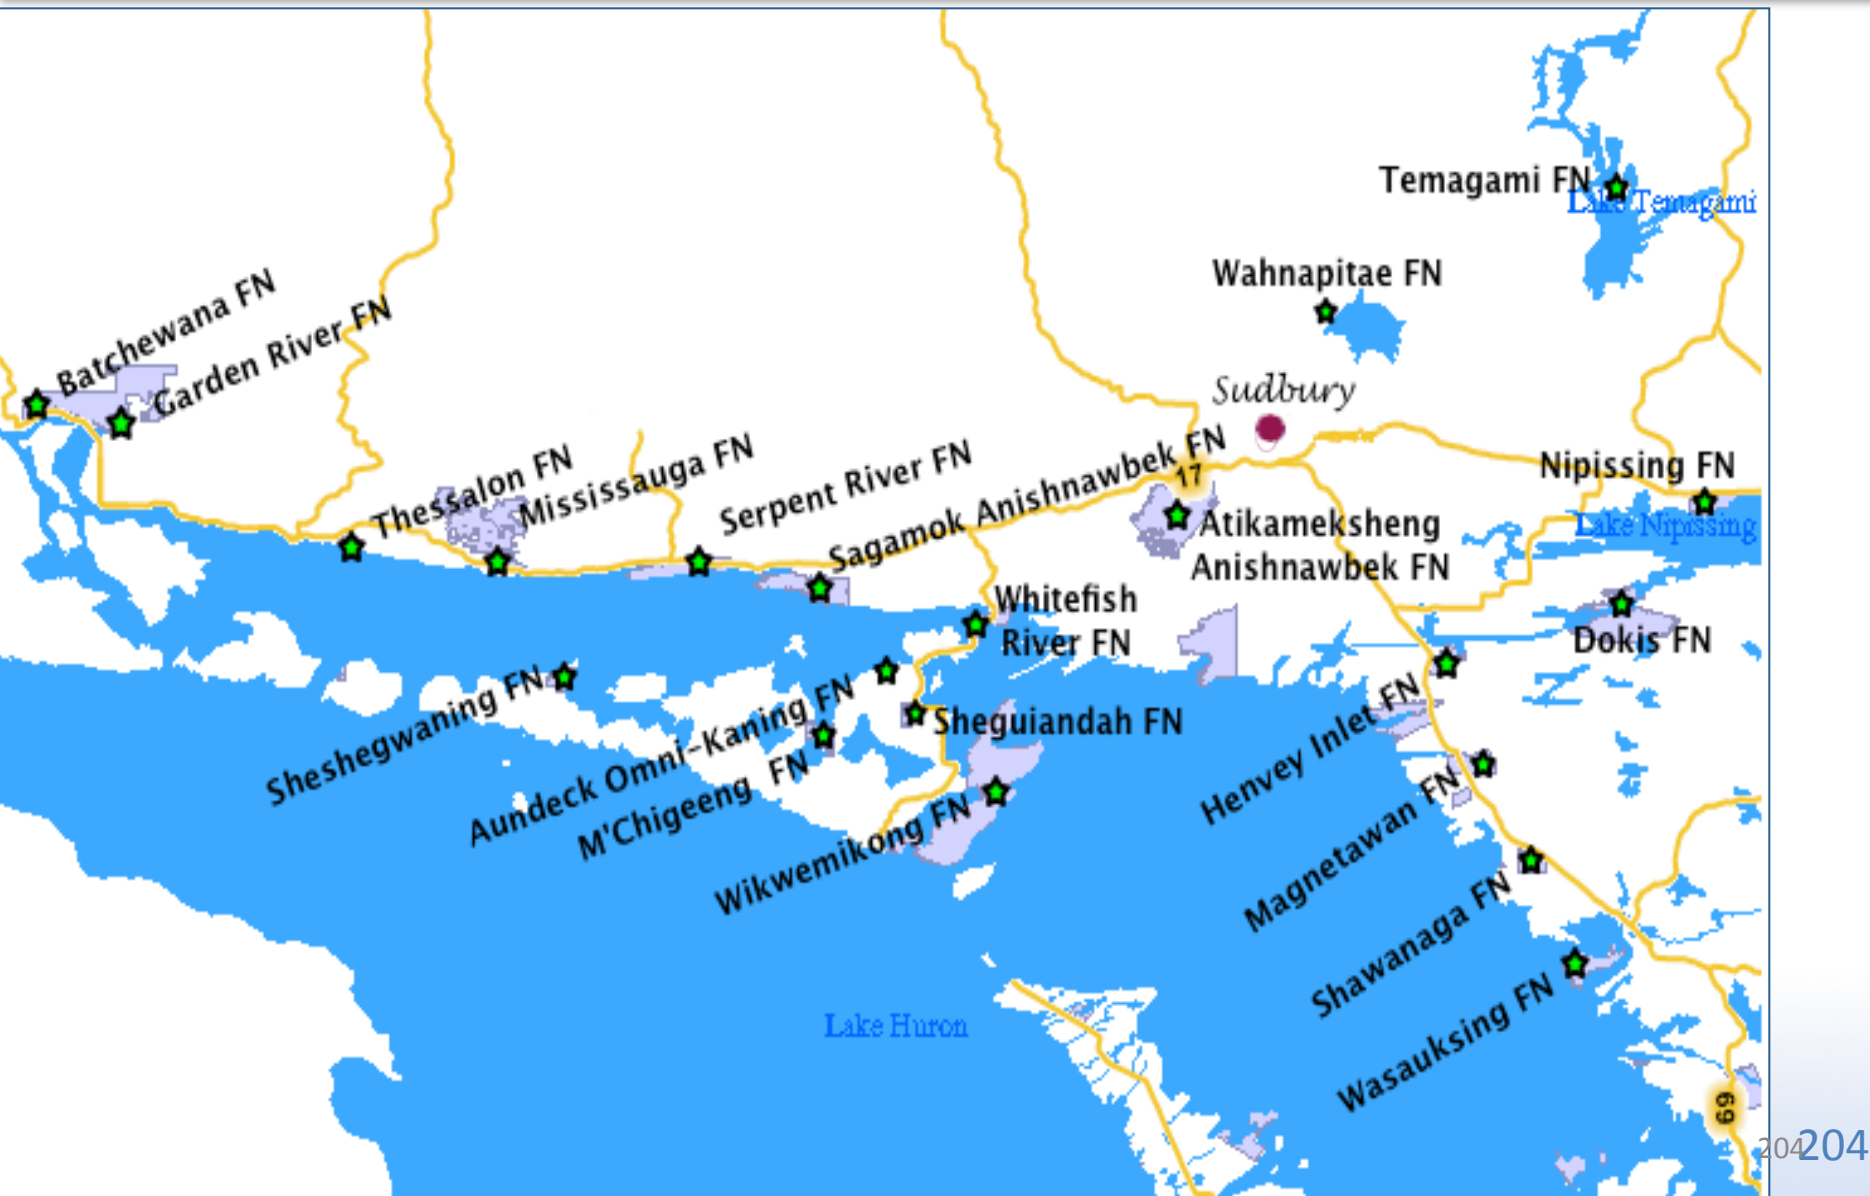 Temagami FN
Lake Temagami
Wahnapitae FN
Batchewana FN
Garden River FN
Sudbury
Thessalon FN
Mississauga FN
Serpent River FN
Sagamok Anishnawbek FN
17
Nipissing FN
Lake Nipissing
Atikameksheng
Anishnawbek FN
Whitefish
River FN
Dokis FN
Sheshegwaning FN
Aundeck Omni-Kaning FN
M'Chigeeng FN
Sheguiandah FN
Wikwemikong FN
Henvey Inlet FN
Magnetawan FN
Shawanaga FN
Wasauksing FN
Lake Huron
69
204
204